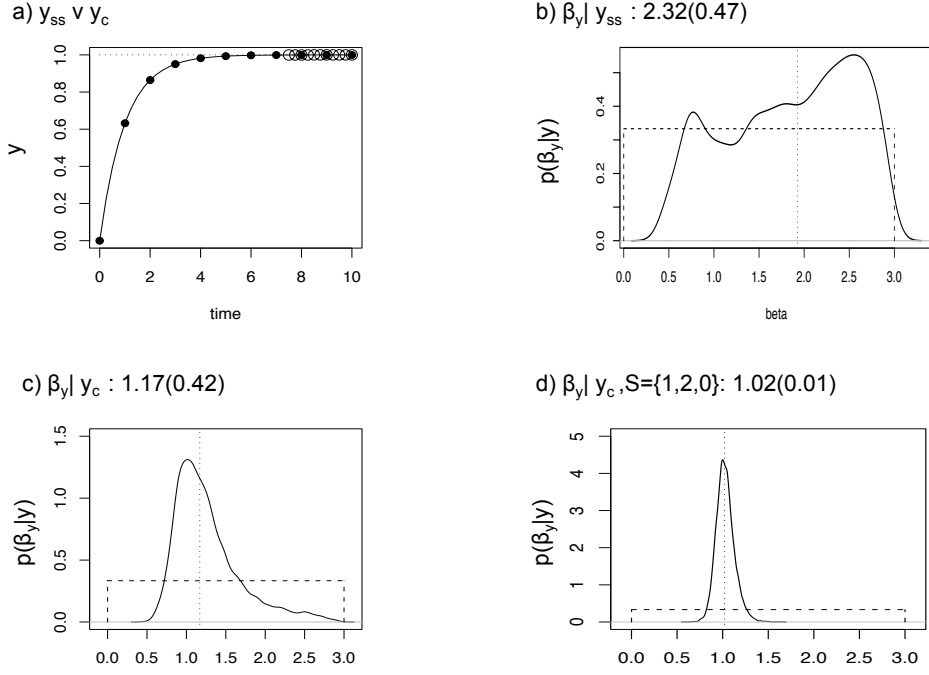 a) yss v yc
y
0.0 0.2 0.4 0.6 0.8 1.0
0 2 4 6 8 10
time
b) βy| yss : 2.32(0.47)
p(βy|y)
0.0 0.2 0.4
0.0 0.5 1.0 1.5 2.0 2.5 3.0
beta
c) βy| yc : 1.17(0.42)
p(βy|y)
0.0 0.5 1.0 1.5
0.0 0.5 1.0 1.5 2.0 2.5 3.0
d) βy| yc ,S={1,2,0}: 1.02(0.01)
p(βy|y)
0 1 2 3 4 5
0.0 0.5 1.0 1.5 2.0 2.5 3.0